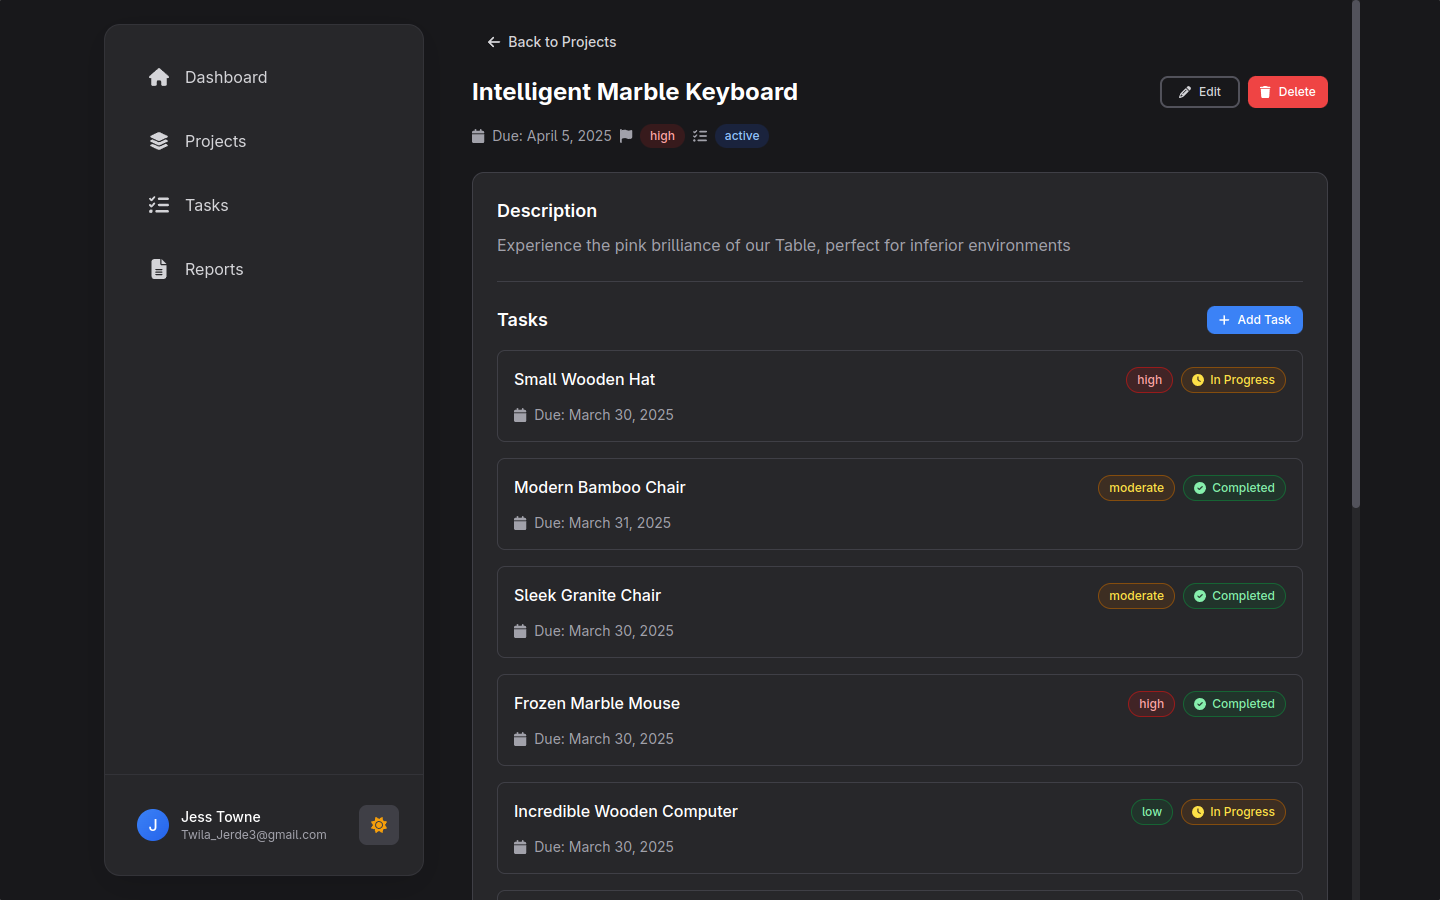 Dashboard
Projects
Tasks
Reports
Jess Towne
Twila_Jerde3@gmail.com
J
Back to Projects
Intelligent Marble Keyboard
Edit
Delete
Due: April 5, 2025 high active
Description
Experience the pink brilliance of our Table, perfect for inferior environments
Tasks
Add Task
Small Wooden Hat
high In Progress
Due: March 30, 2025
Modern Bamboo Chair
moderate Completed
Due: March 31, 2025
Sleek Granite Chair
moderate Completed
Due: March 30, 2025
Frozen Marble Mouse
high Completed
Due: March 30, 2025
Incredible Wooden Computer
low In Progress
Due: March 30, 2025